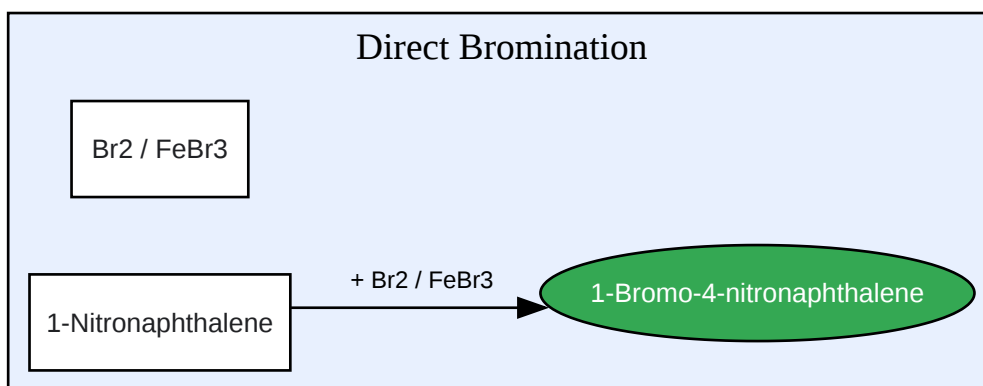 Direct Bromination
Br2 / FeBr3
+ Br2 / FeBr3
1-Nitronaphthalene
1-Bromo-4-nitronaphthalene